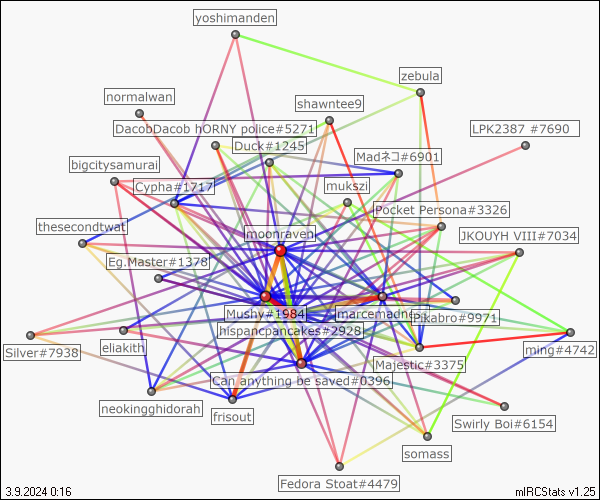 yoshimanden
zebula
normalwan
shawntee9
DacobDacob hORNY police#5271
LPK2387 #7690
Duck#1245
Madネコ#6901
bigcitysamurai
Cypha#1717
mukszi
Pocket Persona#3326
thesecondtwat
moonraven
JKOUYH VIII#7034
Eg.Master#1378
Mushy#1984
marcemadne
Pikabro#9971
hispancpancakes#2928
Silver#7938
eliakith
Majestic#3375
ming#4742
Can anything be saved#0396
neokingghidorah
frisout
Swirly Boi#6154
somass
Fedora Stoat#4479
3.9.2024 0:16
mIRCStats v1.25